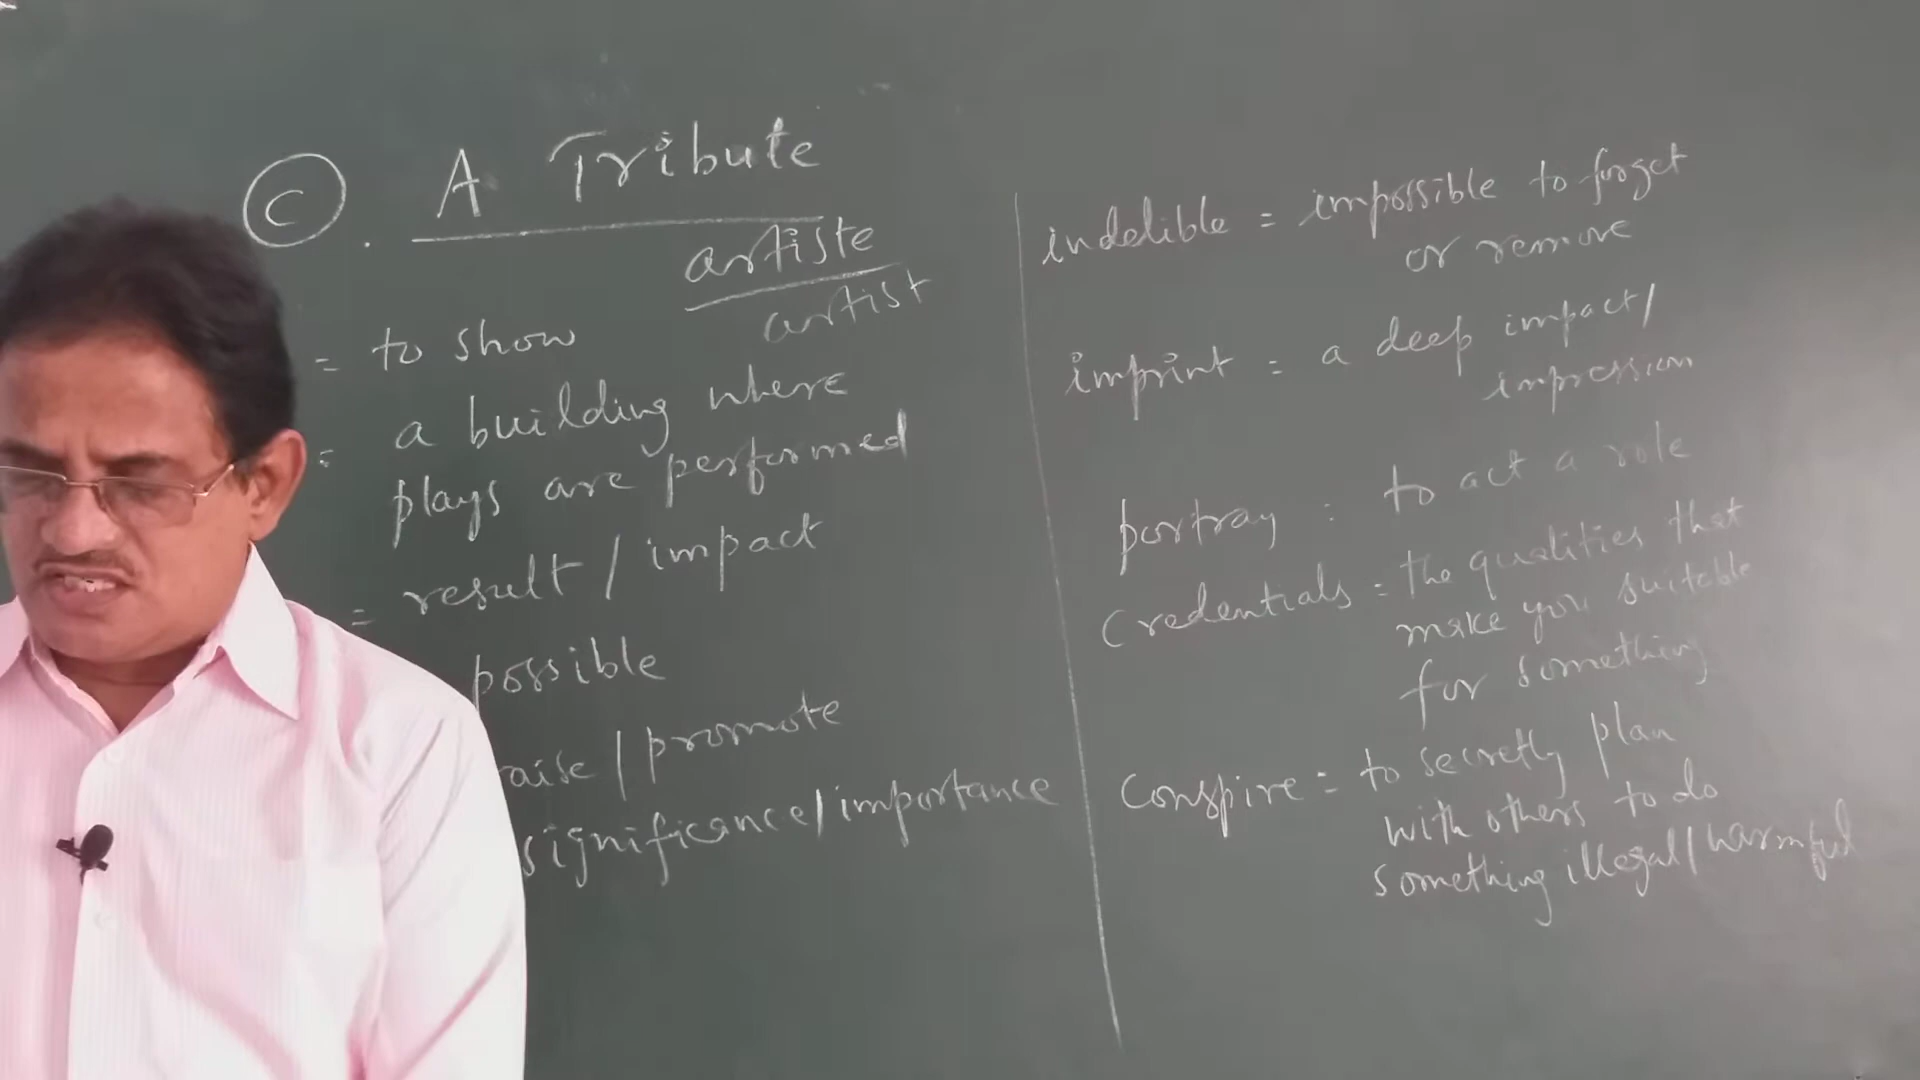 C. A Tribute
artiste
artist
= to show
= a building where
plays are performed
= result / impact
possible
raise / promote
significance / importance
indelible = impossible to forget
or remove
imprint = a deep impact /
impression
portray : to act a role
Credentials = the qualities that
make you suitable
for something
Conspire = to secretly plan
with others to do
something illegal / harmful